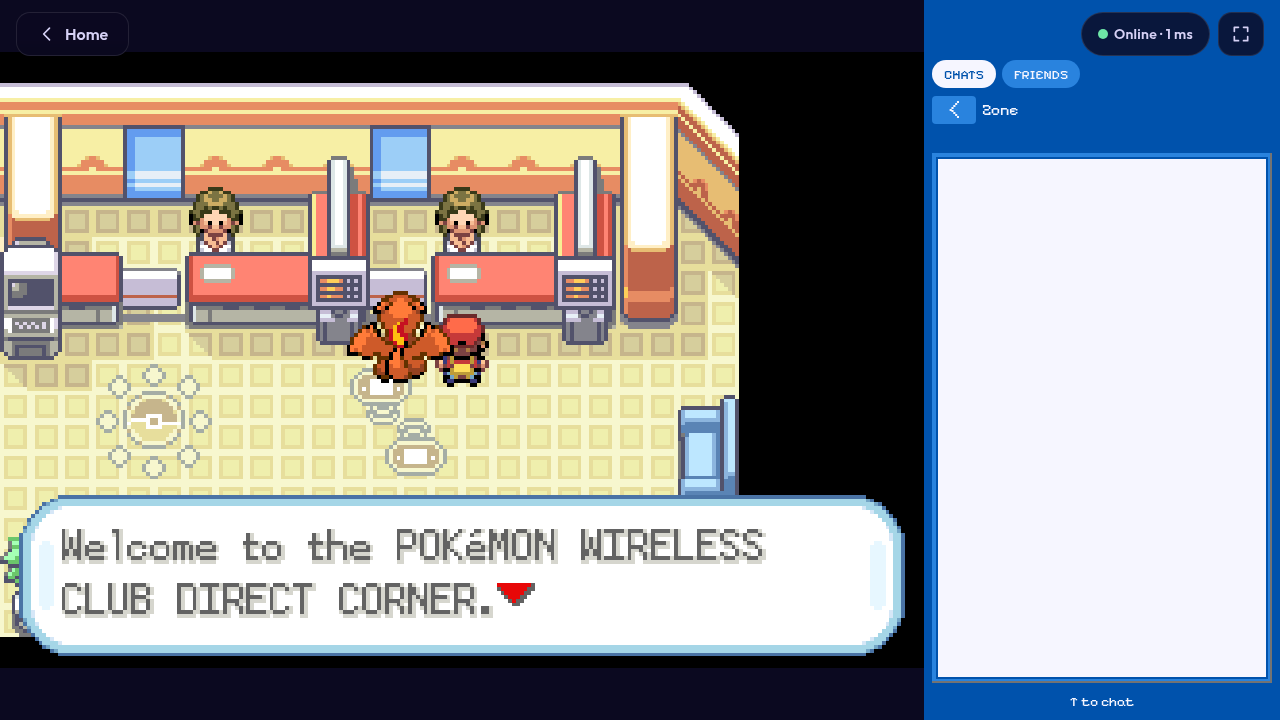 Home
Online · 1 ms
CHATS
FRIENDS
Zone
Welcome to the POKéMON WIRELESS
CLUB DIRECT CORNER.
↑ to chat